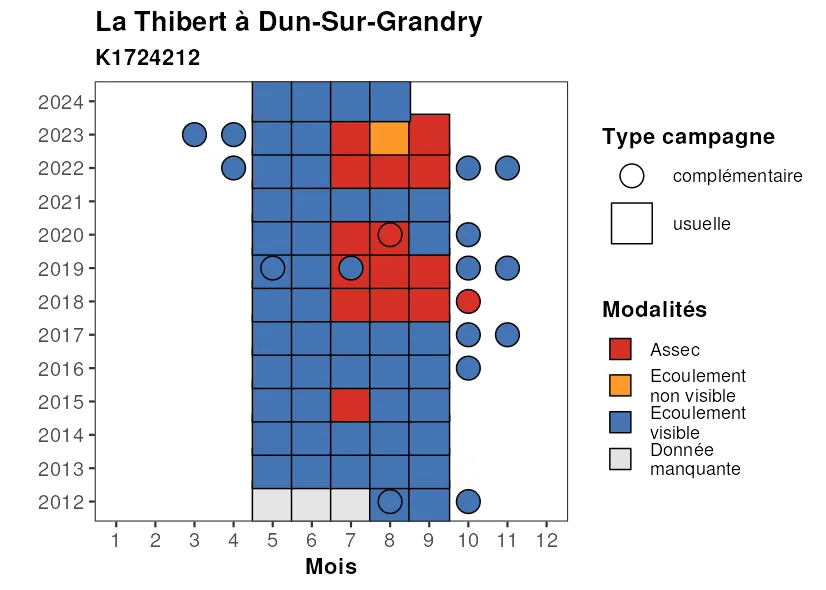 La Thibert à Dun-Sur-Grandry
K1724212
2024
2023
2022
2021
2020
2019
2018
2017
2016
2015
2014
2013
2012
1 2 3 4 5 6 7 8 9 10 11 12
Mois
Type campagne
complémentaire
usuelle
Modalités
Assec
Ecoulement
non visible
Ecoulement
visible
Donnée
manquante